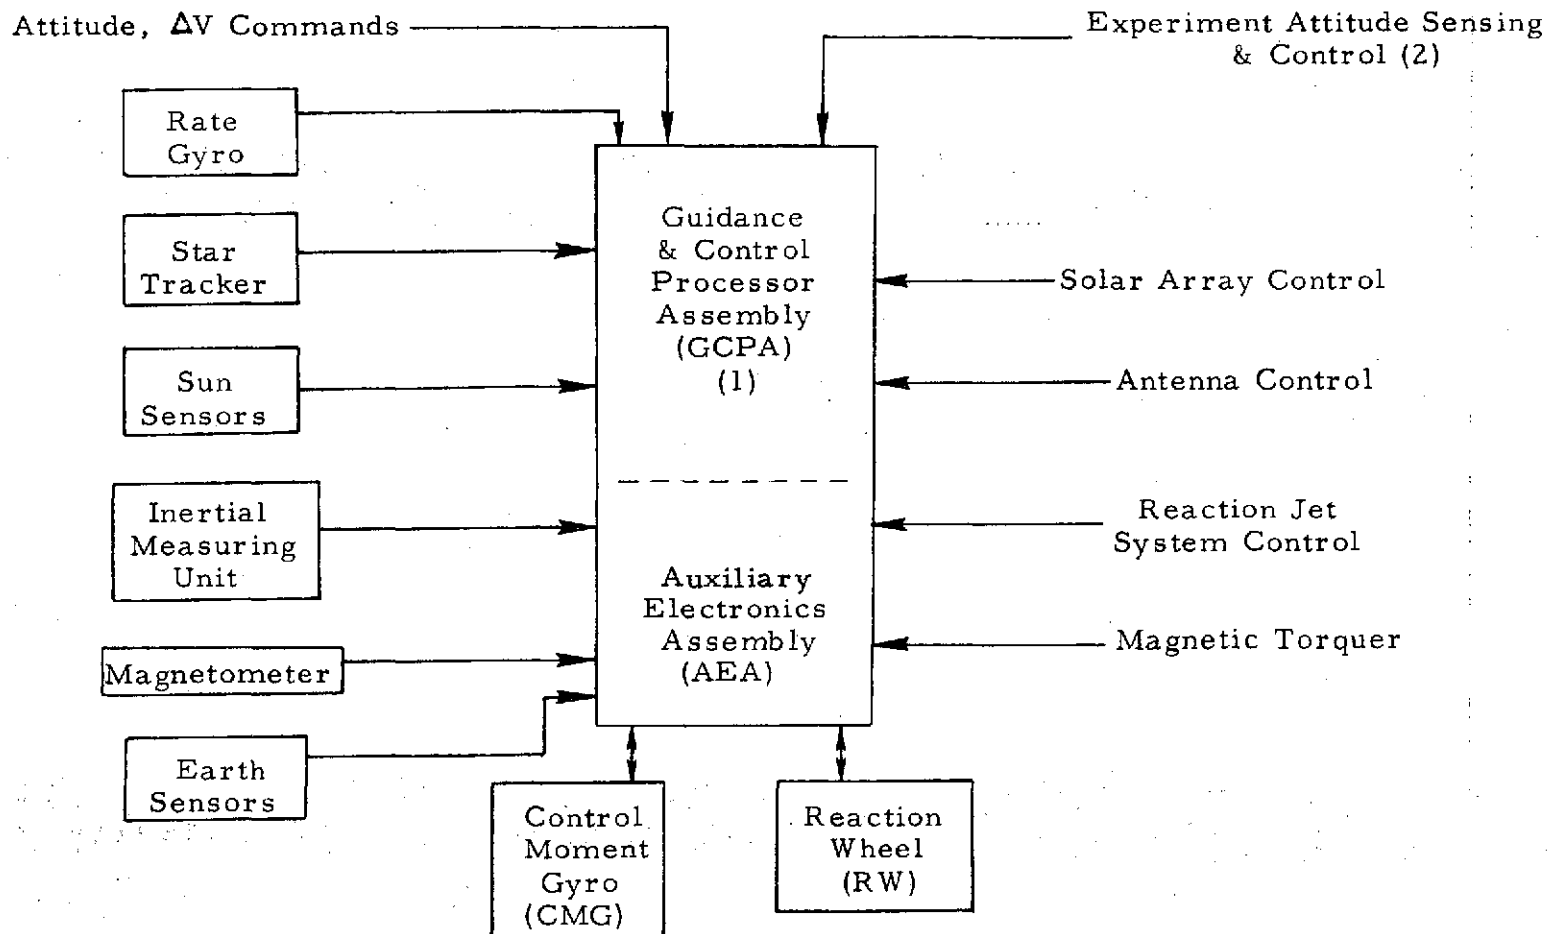 Attitude, ΔV Commands
Experiment Attitude Sensing
& Control (2)
Rate
Gyro
Star
Tracker
Sun
Sensors
Inertial
Measuring
Unit
Magnetometer
Earth
Sensors
Guidance
& Control
Processor
Assembly
(GCPA)
(1)
Auxiliary
Electronics
Assembly
(AEA)
Solar Array Control
Antenna Control
Reaction Jet
System Control
Magnetic Torquer
Control
Moment
Gyro
(CMG)
Reaction
Wheel
(RW)